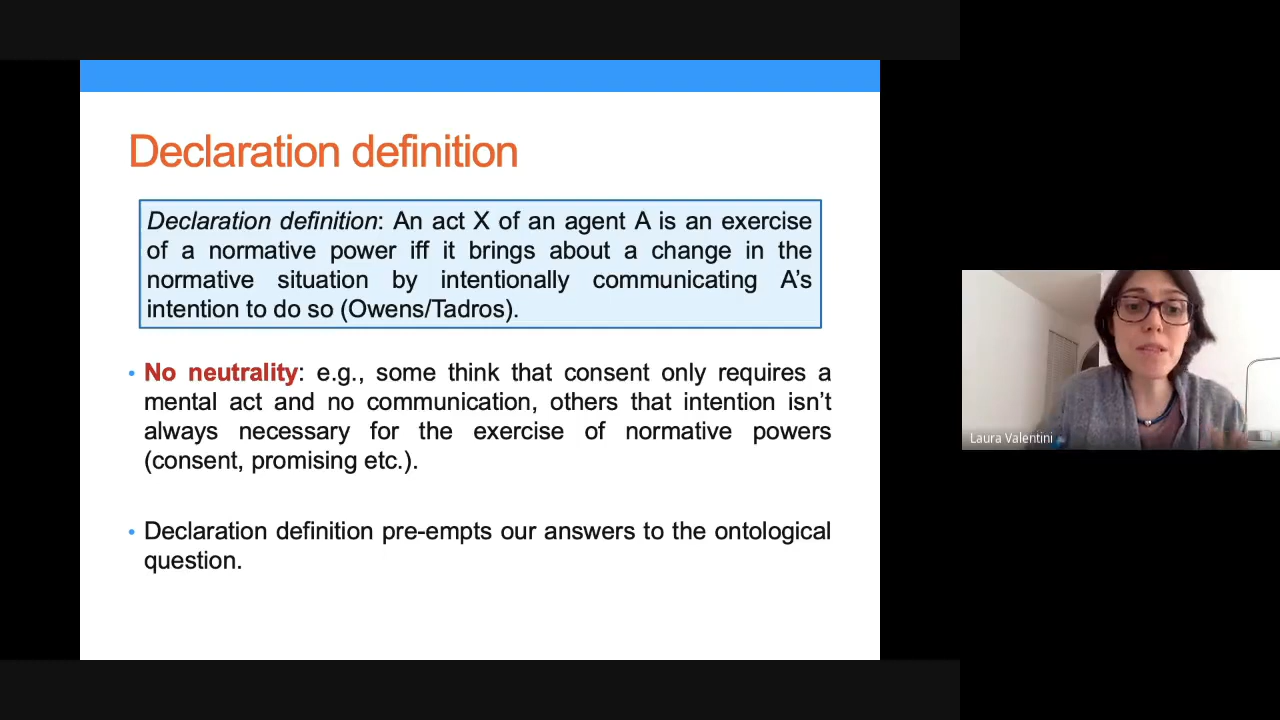 Declaration definition
Declaration definition: An act X of an agent A is an exercise
of a normative power iff it brings about a change in the
normative situation by intentionally communicating A's
intention to do so (Owens/Tadros).
• No neutrality: e.g., some think that consent only requires a
mental act and no communication, others that intention isn't
always necessary for the exercise of normative powers
(consent, promising etc.).
• Declaration definition pre-empts our answers to the ontological
question.
Laura Valentini